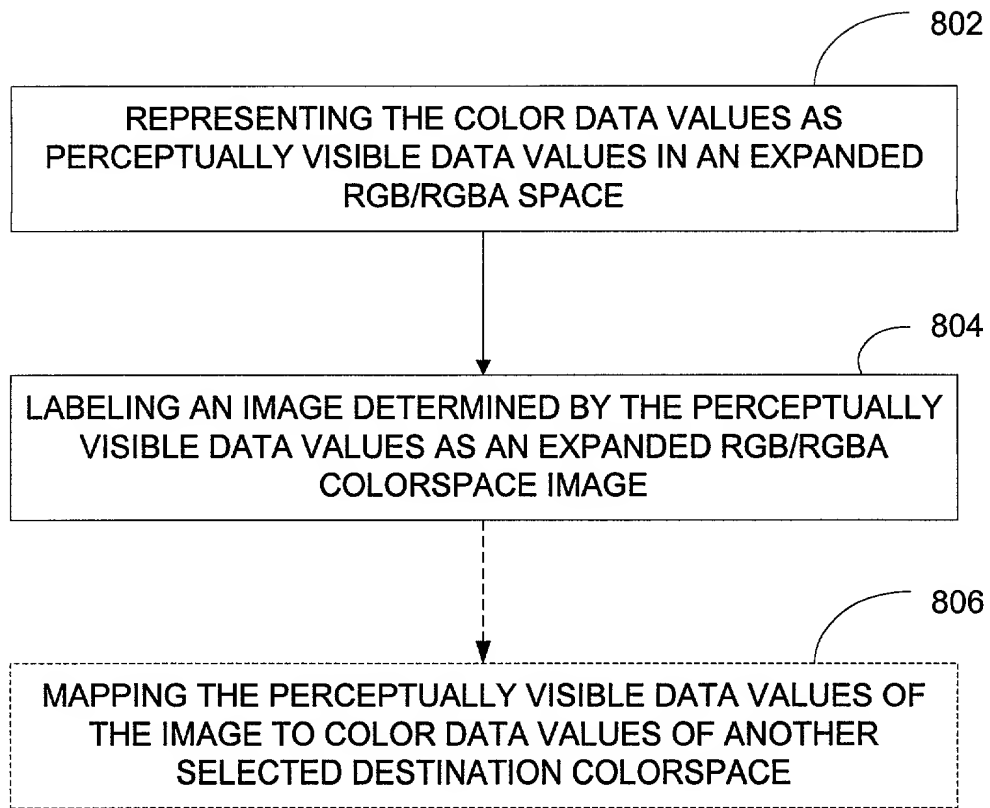 802
REPRESENTING THE COLOR DATA VALUES AS
PERCEPTUALLY VISIBLE DATA VALUES IN AN EXPANDED
RGB/RGBA SPACE
804
LABELING AN IMAGE DETERMINED BY THE PERCEPTUALLY
VISIBLE DATA VALUES AS AN EXPANDED RGB/RGBA
COLORSPACE IMAGE
806
MAPPING THE PERCEPTUALLY VISIBLE DATA VALUES OF
THE IMAGE TO COLOR DATA VALUES OF ANOTHER
SELECTED DESTINATION COLORSPACE